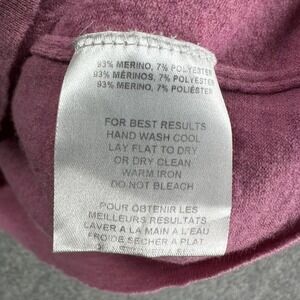 93% MERINO, 7% POLYESTER
93% MÉRINOS, 7% POLYESTER
93% MERINO, 7% POLIÉSTER
FOR BEST RESULTS
HAND WASH COOL
LAY FLAT TO DRY
OR DRY CLEAN
WARM IRON
DO NOT BLEACH
POUR OBTENIR LES
MEILLEURS RESULTATS
LAVER A LA MAIN A L'EAU
FROIDE SECHER A PLAT